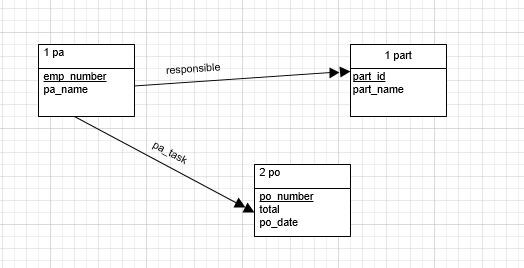 1 pa
emp_number
pa_name
responsible
1 part
part_id
part_name
pa_task
2 po
po_number
total
po_date